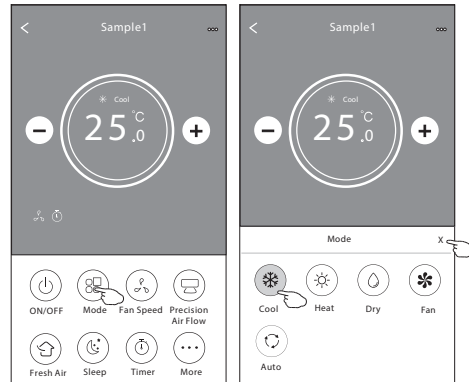 Sample1
Cool
25.0°C
ON/OFF Mode Fan Speed Precision Air Flow
Fresh Air Sleep Timer More
Sample1
Cool
25.0°C
Mode X
Cool Heat Dry Fan
Auto